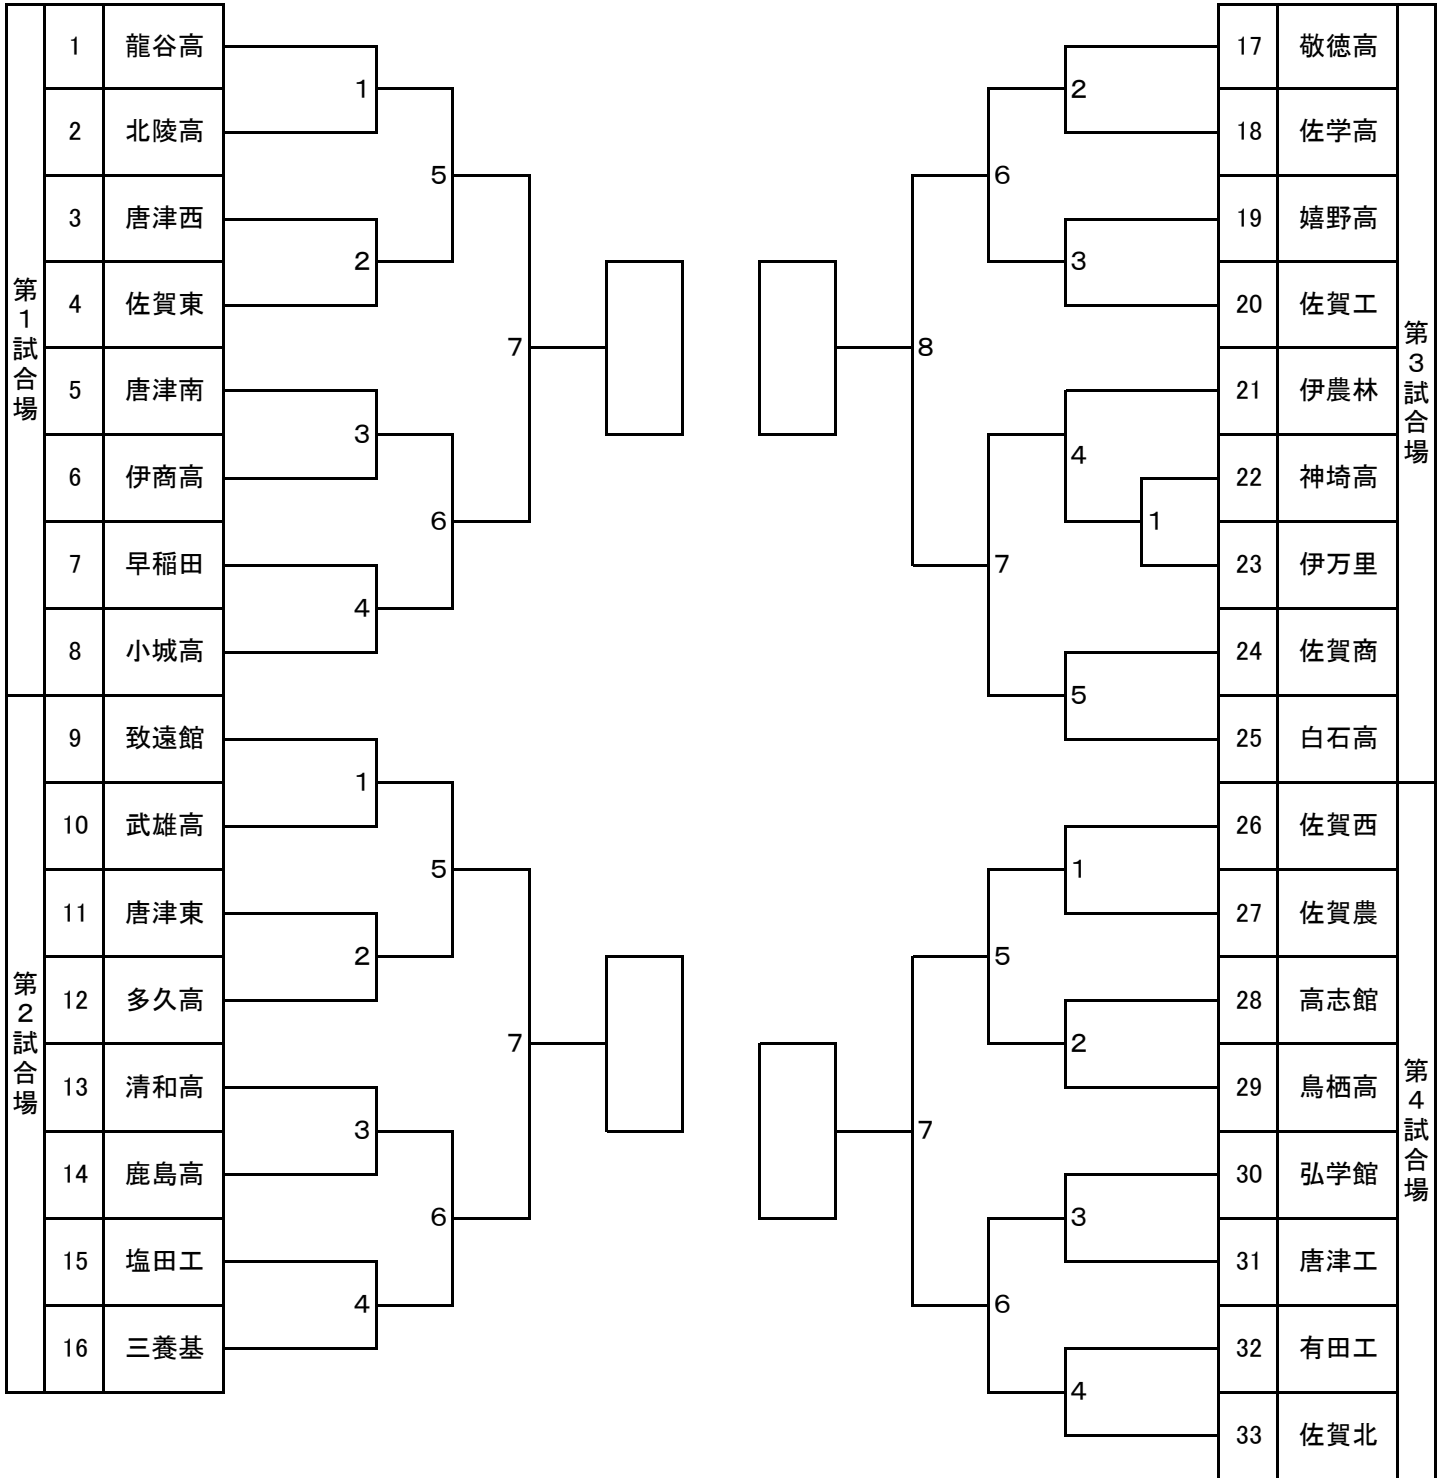 第1試合場
1 龍谷高
2 北陵高
3 唐津西
4 佐賀東
5 唐津南
6 伊商高
7 早稲田
8 小城高
1
2
3
4
5
6
7
第2試合場
9 致遠館
10 武雄高
11 唐津東
12 多久高
13 清和高
14 鹿島高
15 塩田工
16 三養基
1
2
3
4
5
6
7
第3試合場
17 敬徳高
18 佐学高
19 嬉野高
20 佐賀工
21 伊農林
22 神埼高
23 伊万里
24 佐賀商
25 白石高
1
2
3
4
5
6
7
8
第4試合場
26 佐賀西
27 佐賀農
28 高志館
29 鳥栖高
30 弘学館
31 唐津工
32 有田工
33 佐賀北
1
2
3
4
5
6
7